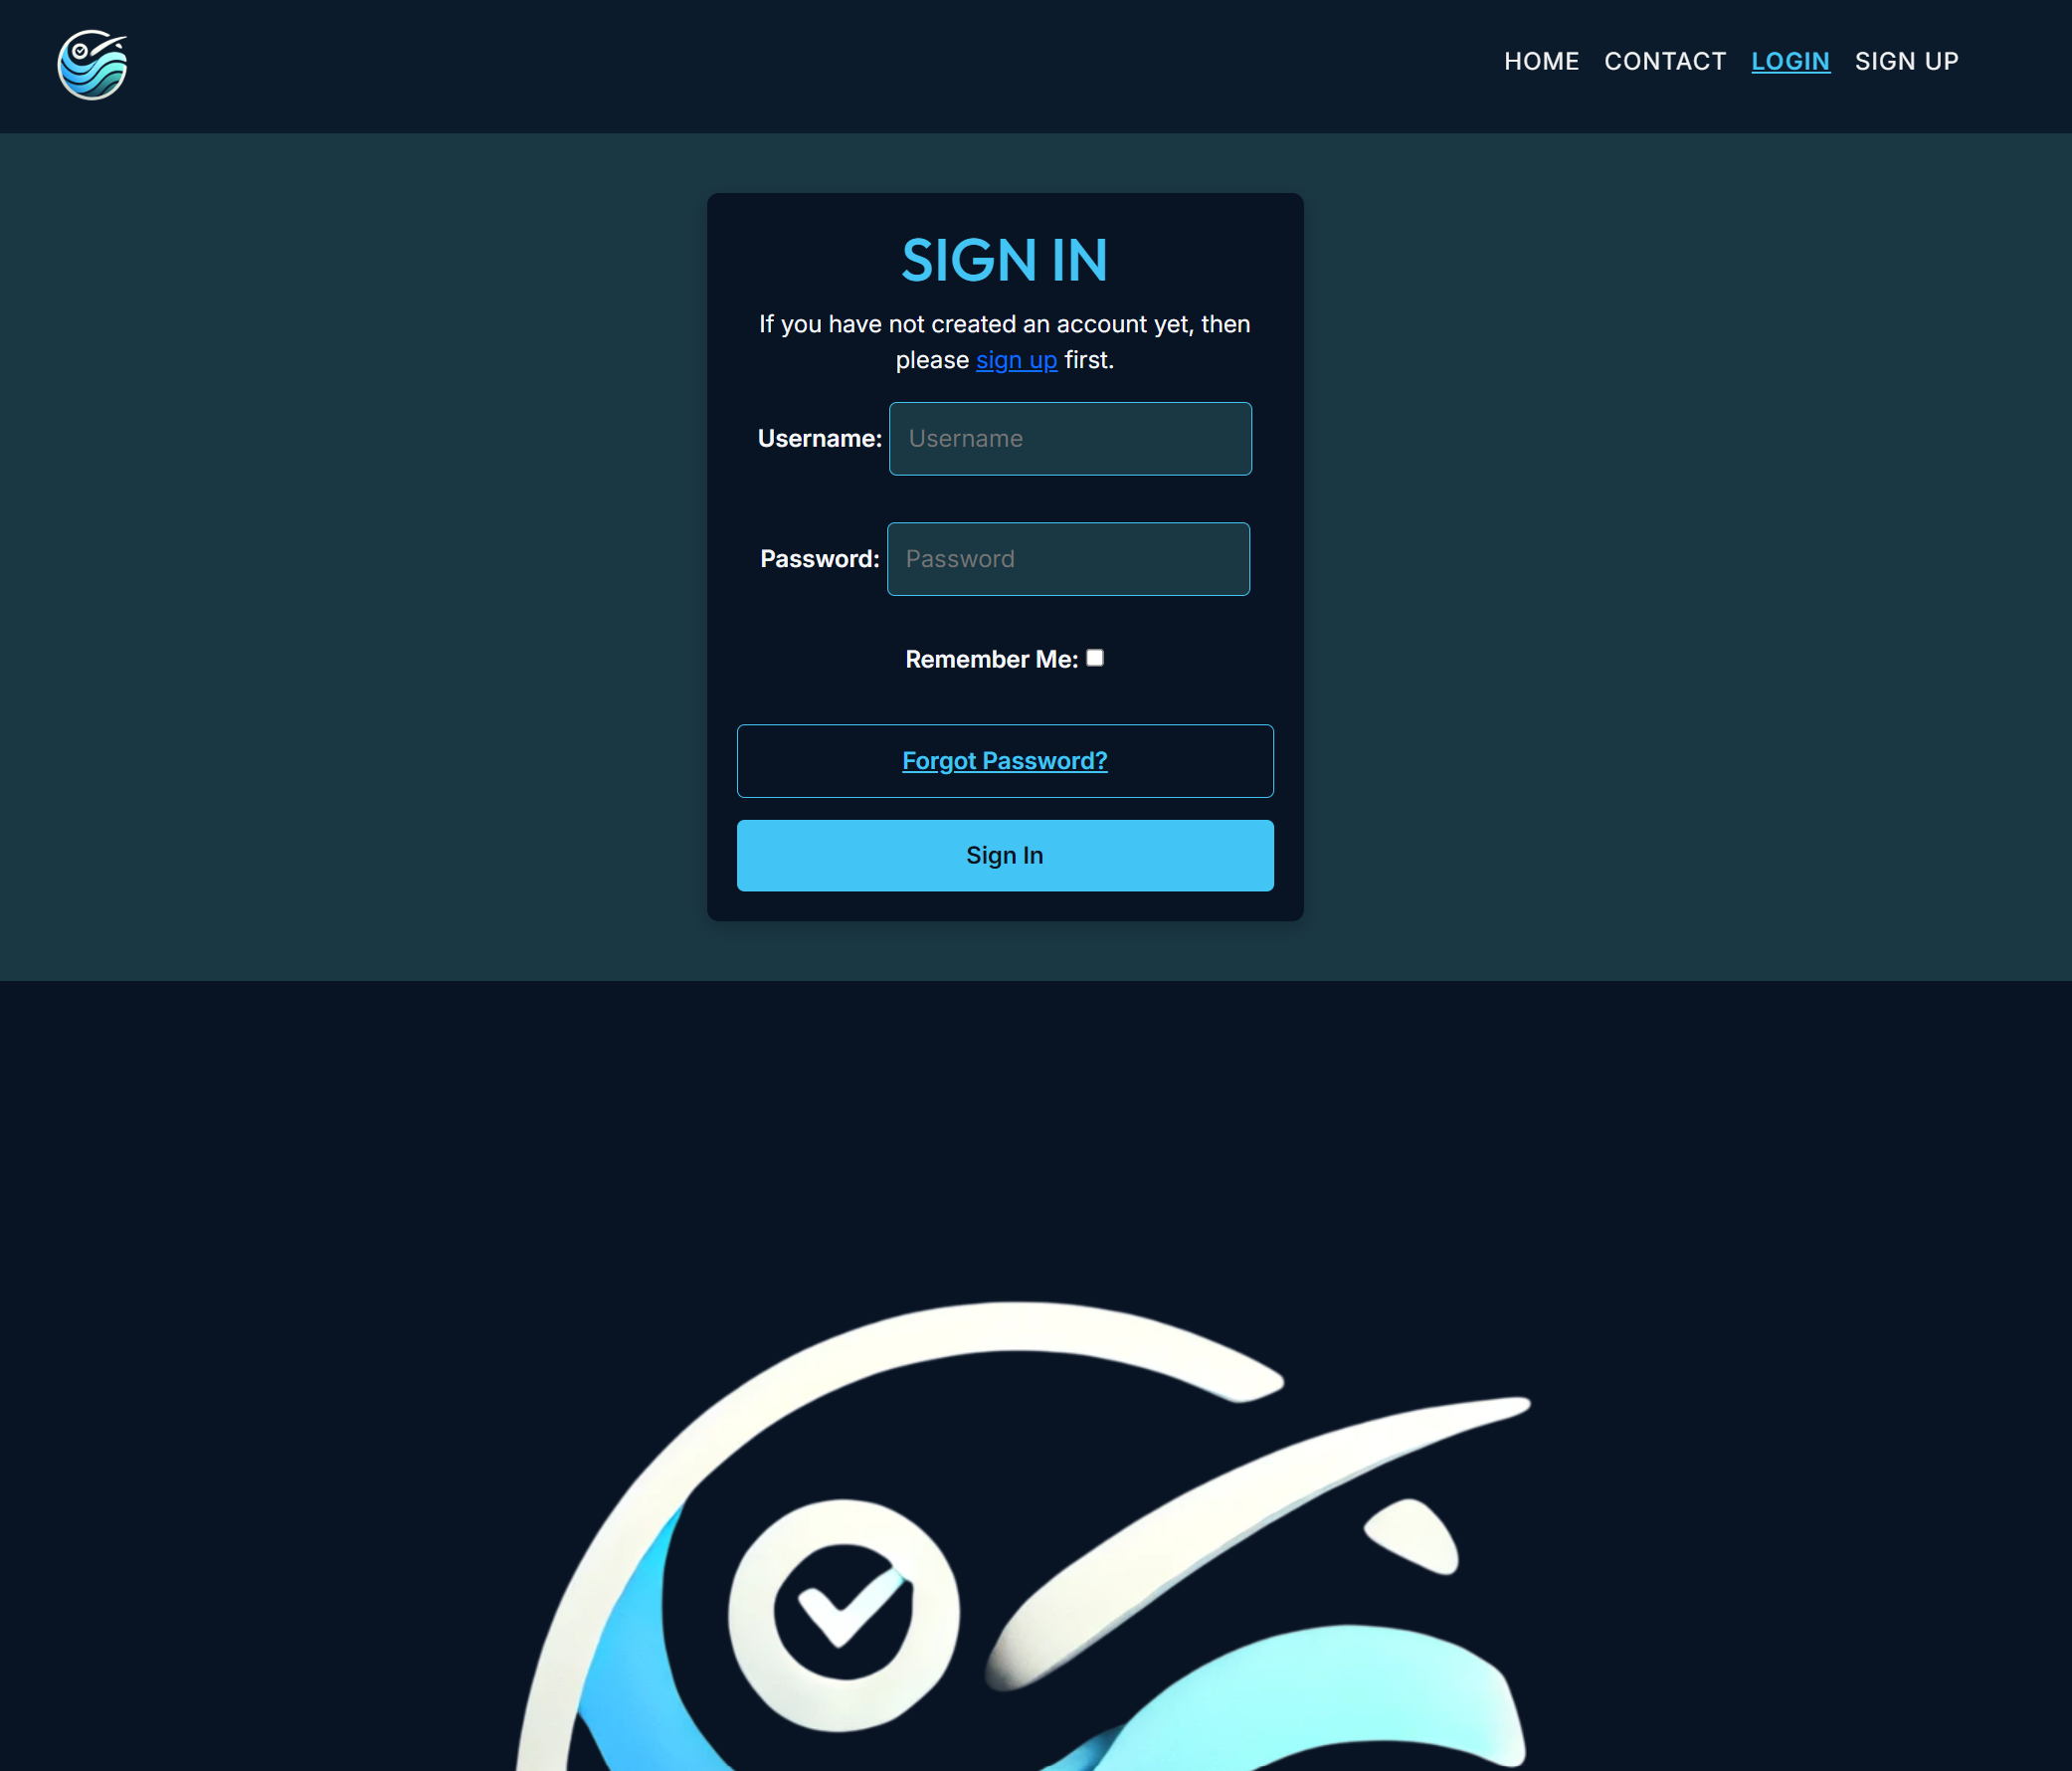 HOME CONTACT LOGIN SIGN UP
SIGN IN
If you have not created an account yet, then
please sign up first.
Username: Username
Password: Password
Remember Me:
Forgot Password?
Sign In